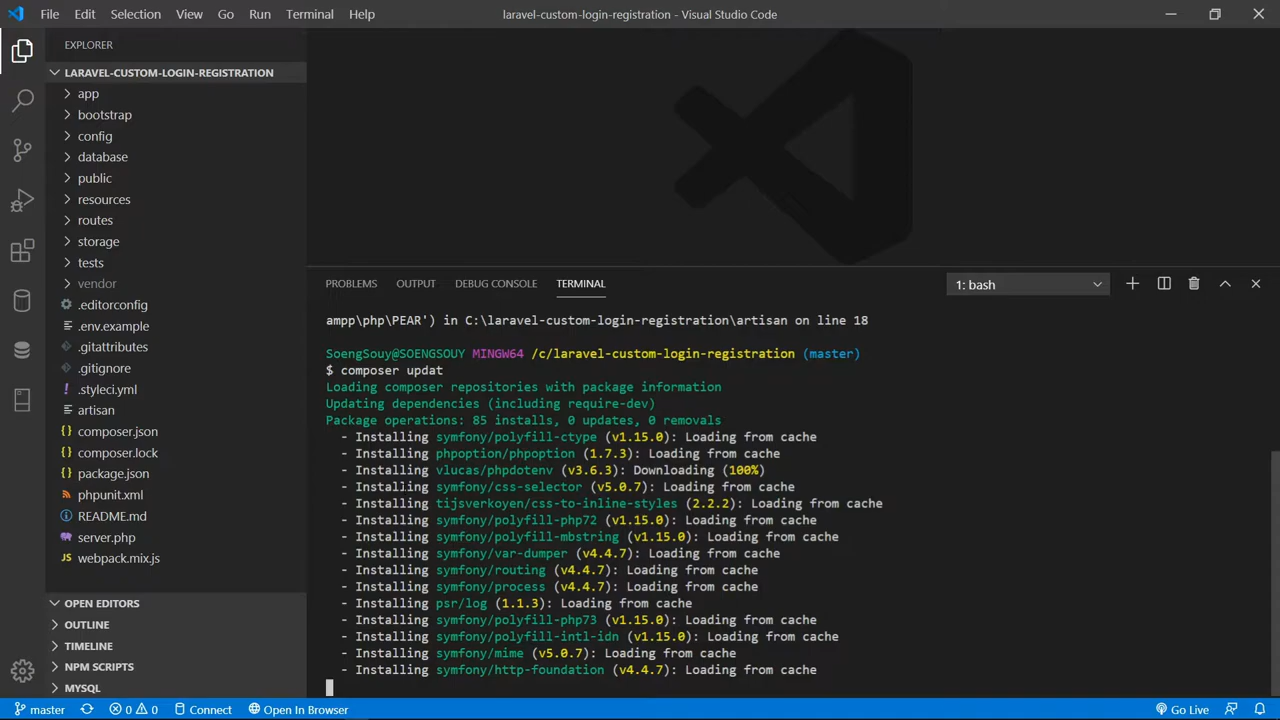 File Edit Selection View Go Run Terminal Help
laravel-custom-login-registration - Visual Studio Code
EXPLORER
LARAVEL-CUSTOM-LOGIN-REGISTRATION
app
bootstrap
config
database
public
resources
routes
storage
tests
vendor
.editorconfig
.env.example
.gitattributes
.gitignore
.styleci.yml
artisan
composer.json
composer.lock
package.json
phpunit.xml
README.md
server.php
webpack.mix.js
OPEN EDITORS
OUTLINE
TIMELINE
NPM SCRIPTS
MYSQL
PROBLEMS OUTPUT DEBUG CONSOLE TERMINAL
1: bash
ampp\php\PEAR') in C:\laravel-custom-login-registration\artisan on line 18
SoengSouy@SOENGSOUY MINGW64 /c/laravel-custom-login-registration (master)
$ composer updat
Loading composer repositories with package information
Updating dependencies (including require-dev)
Package operations: 85 installs, 0 updates, 0 removals
- Installing symfony/polyfill-ctype (v1.15.0): Loading from cache
- Installing phpoption/phpoption (1.7.3): Loading from cache
- Installing vlucas/phpdotenv (v3.6.3): Downloading (100%)
- Installing symfony/css-selector (v5.0.7): Loading from cache
- Installing tijsverkoyen/css-to-inline-styles (2.2.2): Loading from cache
- Installing symfony/polyfill-php72 (v1.15.0): Loading from cache
- Installing symfony/polyfill-mbstring (v1.15.0): Loading from cache
- Installing symfony/var-dumper (v4.4.7): Loading from cache
- Installing symfony/routing (v4.4.7): Loading from cache
- Installing symfony/process (v4.4.7): Loading from cache
- Installing psr/log (1.1.3): Loading from cache
- Installing symfony/polyfill-php73 (v1.15.0): Loading from cache
- Installing symfony/polyfill-intl-idn (v1.15.0): Loading from cache
- Installing symfony/mime (v5.0.7): Loading from cache
- Installing symfony/http-foundation (v4.4.7): Loading from cache
master 0 0 Connect Open In Browser Go Live